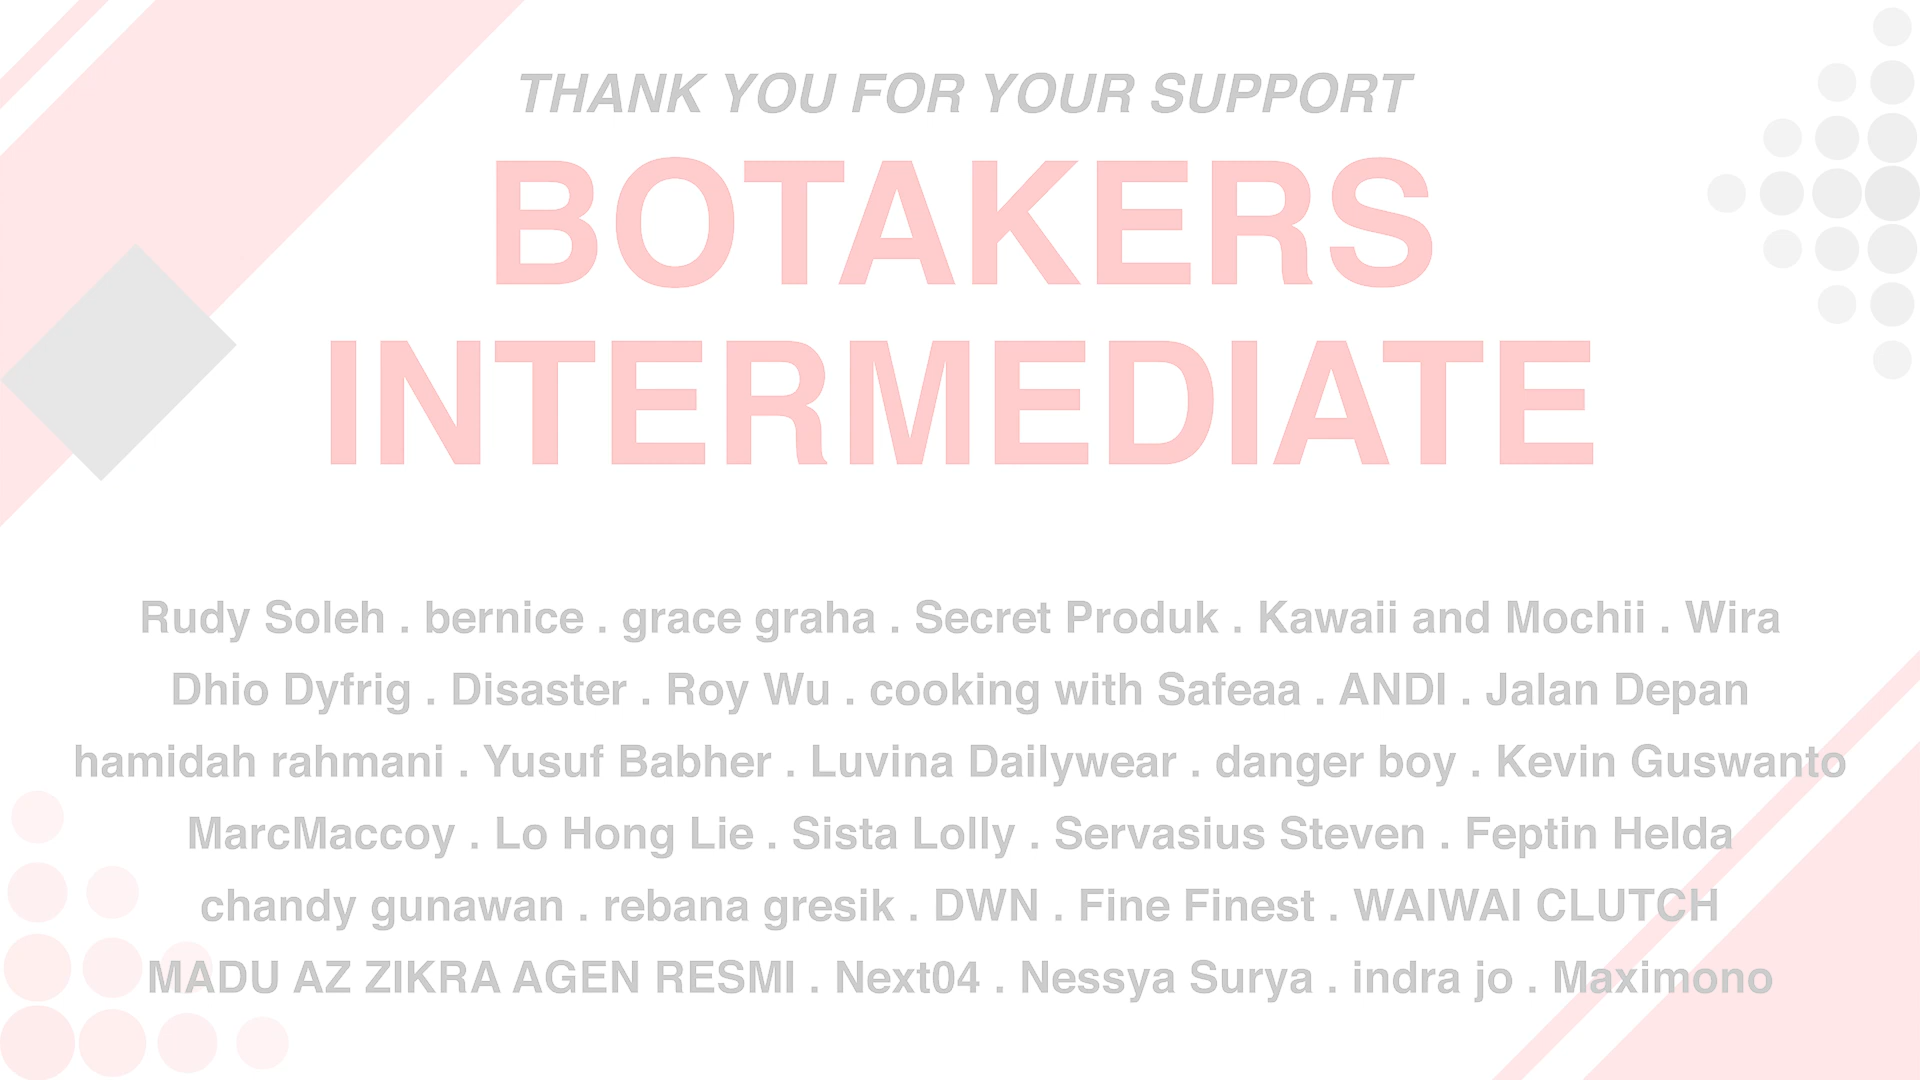 THANK YOU FOR YOUR SUPPORT
BOTAKERS
INTERMEDIATE
Rudy Soleh . bernice . grace graha . Secret Produk . Kawaii and Mochii . Wira
Dhio Dyfrig . Disaster . Roy Wu . cooking with Safeaa . ANDI . Jalan Depan
hamidah rahmani . Yusuf Babher . Luvina Dailywear . danger boy . Kevin Guswanto
MarcMaccoy . Lo Hong Lie . Sista Lolly . Servasius Steven . Feptin Helda
chandy gunawan . rebana gresik . DWN . Fine Finest . WAIWAI CLUTCH
MADU AZ ZIKRA AGEN RESMI . Next04 . Nessya Surya . indra jo . Maximono